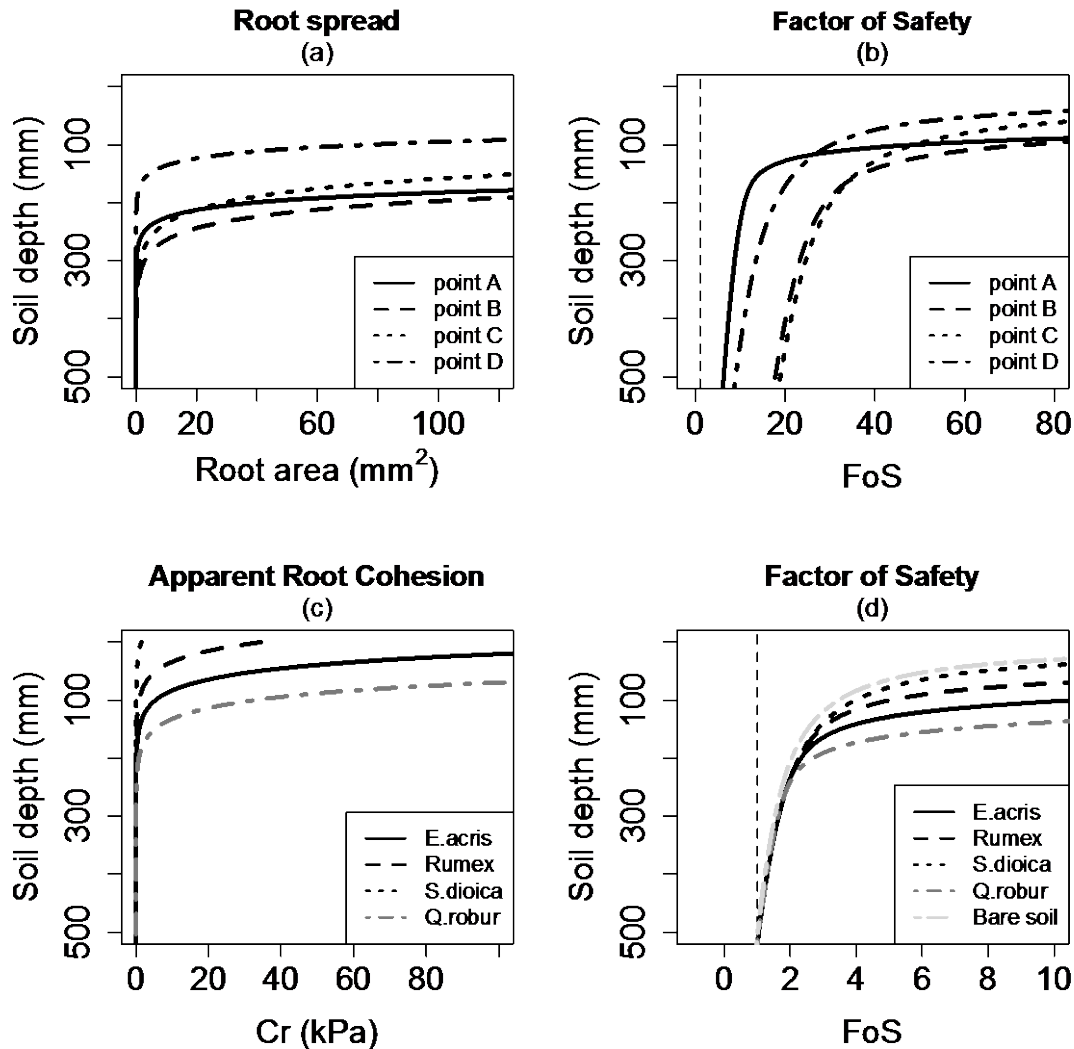 Root spread
(a)
Soil depth (mm)
100
300
500
point A
point B
point C
point D
0 20 60 100
Root area (mm2)
Factor of Safety
(b)
Soil depth (mm)
100
300
500
point A
point B
point C
point D
0 20 40 60 80
FoS
Apparent Root Cohesion
(c)
Soil depth (mm)
100
300
500
E.acris
Rumex
S.dioica
Q.robur
0 20 40 60 80
Cr (kPa)
Factor of Safety
(d)
Soil depth (mm)
100
300
500
E.acris
Rumex
S.dioica
Q.robur
Bare soil
0 2 4 6 8 10
FoS